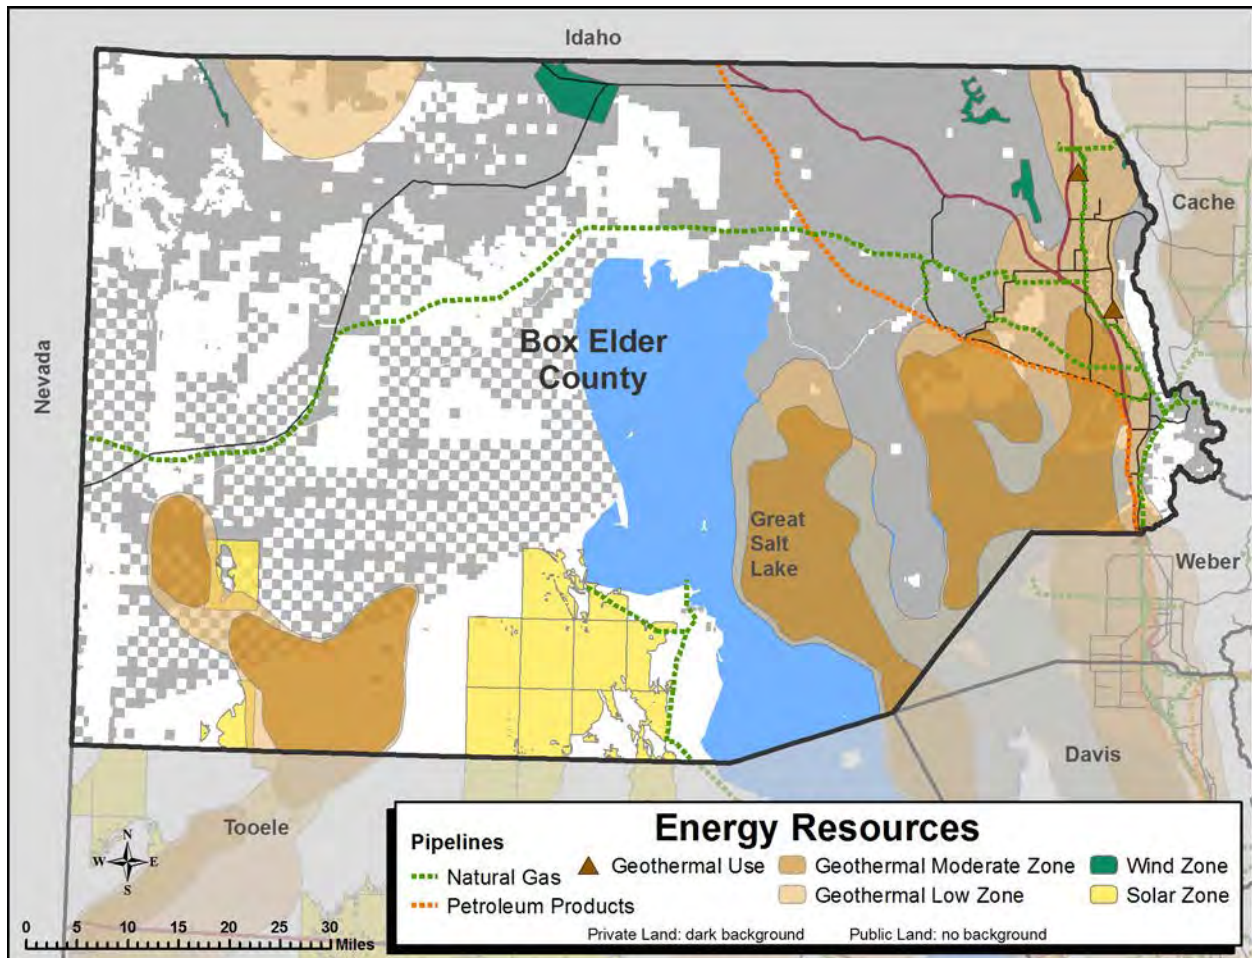 Idaho
Cache
Nevada
Box Elder
County
Great
Salt
Lake
Weber
Davis
Tooele
N
W E
S
0 5 10 15 20 25 30
Miles
Energy Resources
Pipelines
Natural Gas
Petroleum Products
Geothermal Use
Geothermal Moderate Zone
Geothermal Low Zone
Wind Zone
Solar Zone
Private Land: dark background Public Land: no background